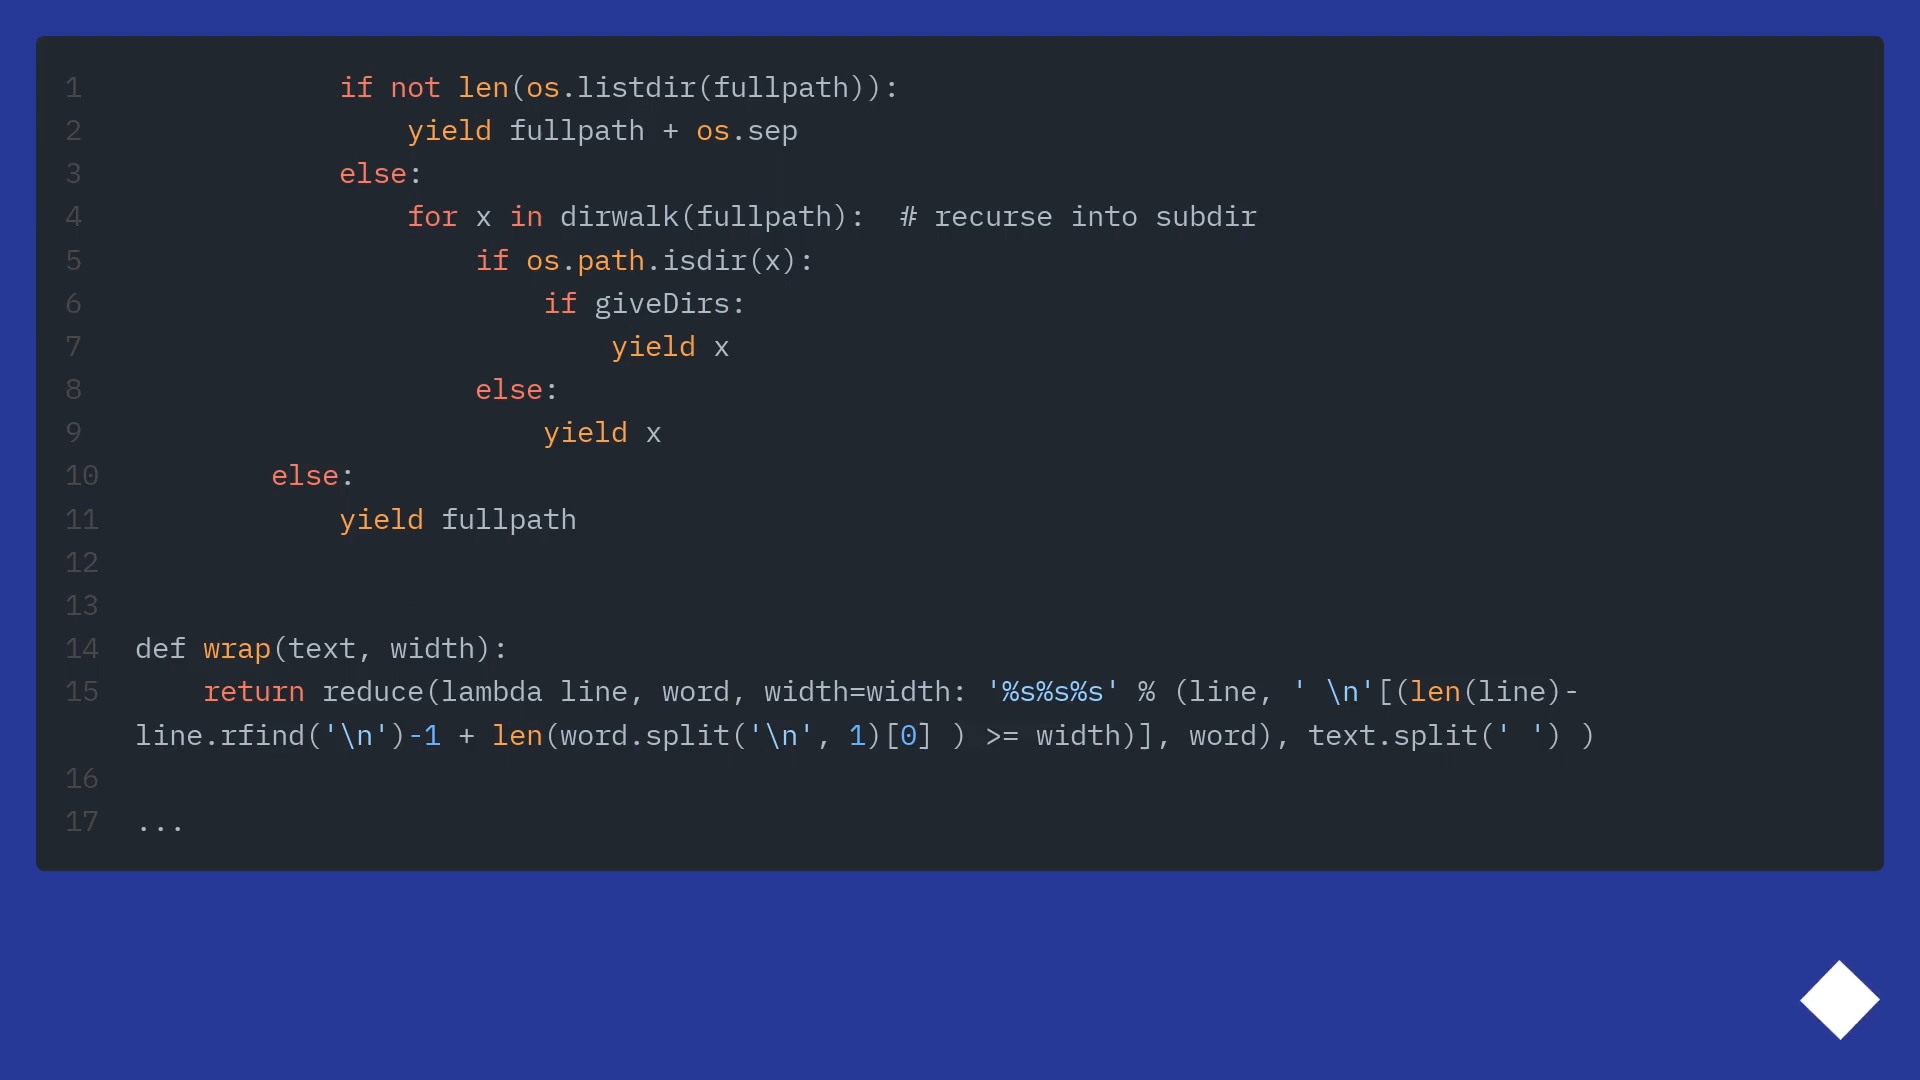 1 if not len(os.listdir(fullpath)):
2 yield fullpath + os.sep
3 else:
4 for x in dirwalk(fullpath):  # recurse into subdir
5 if os.path.isdir(x):
6 if giveDirs:
7 yield x
8 else:
9 yield x
10 else:
11 yield fullpath
12
13
14 def wrap(text, width):
15 return reduce(lambda line, word, width=width: '%s%s%s' % (line, ' \n'[(len(line)-
line.rfind('\n')-1 + len(word.split('\n', 1)[0] ) >= width)], word), text.split(' ') )
16
17 ...